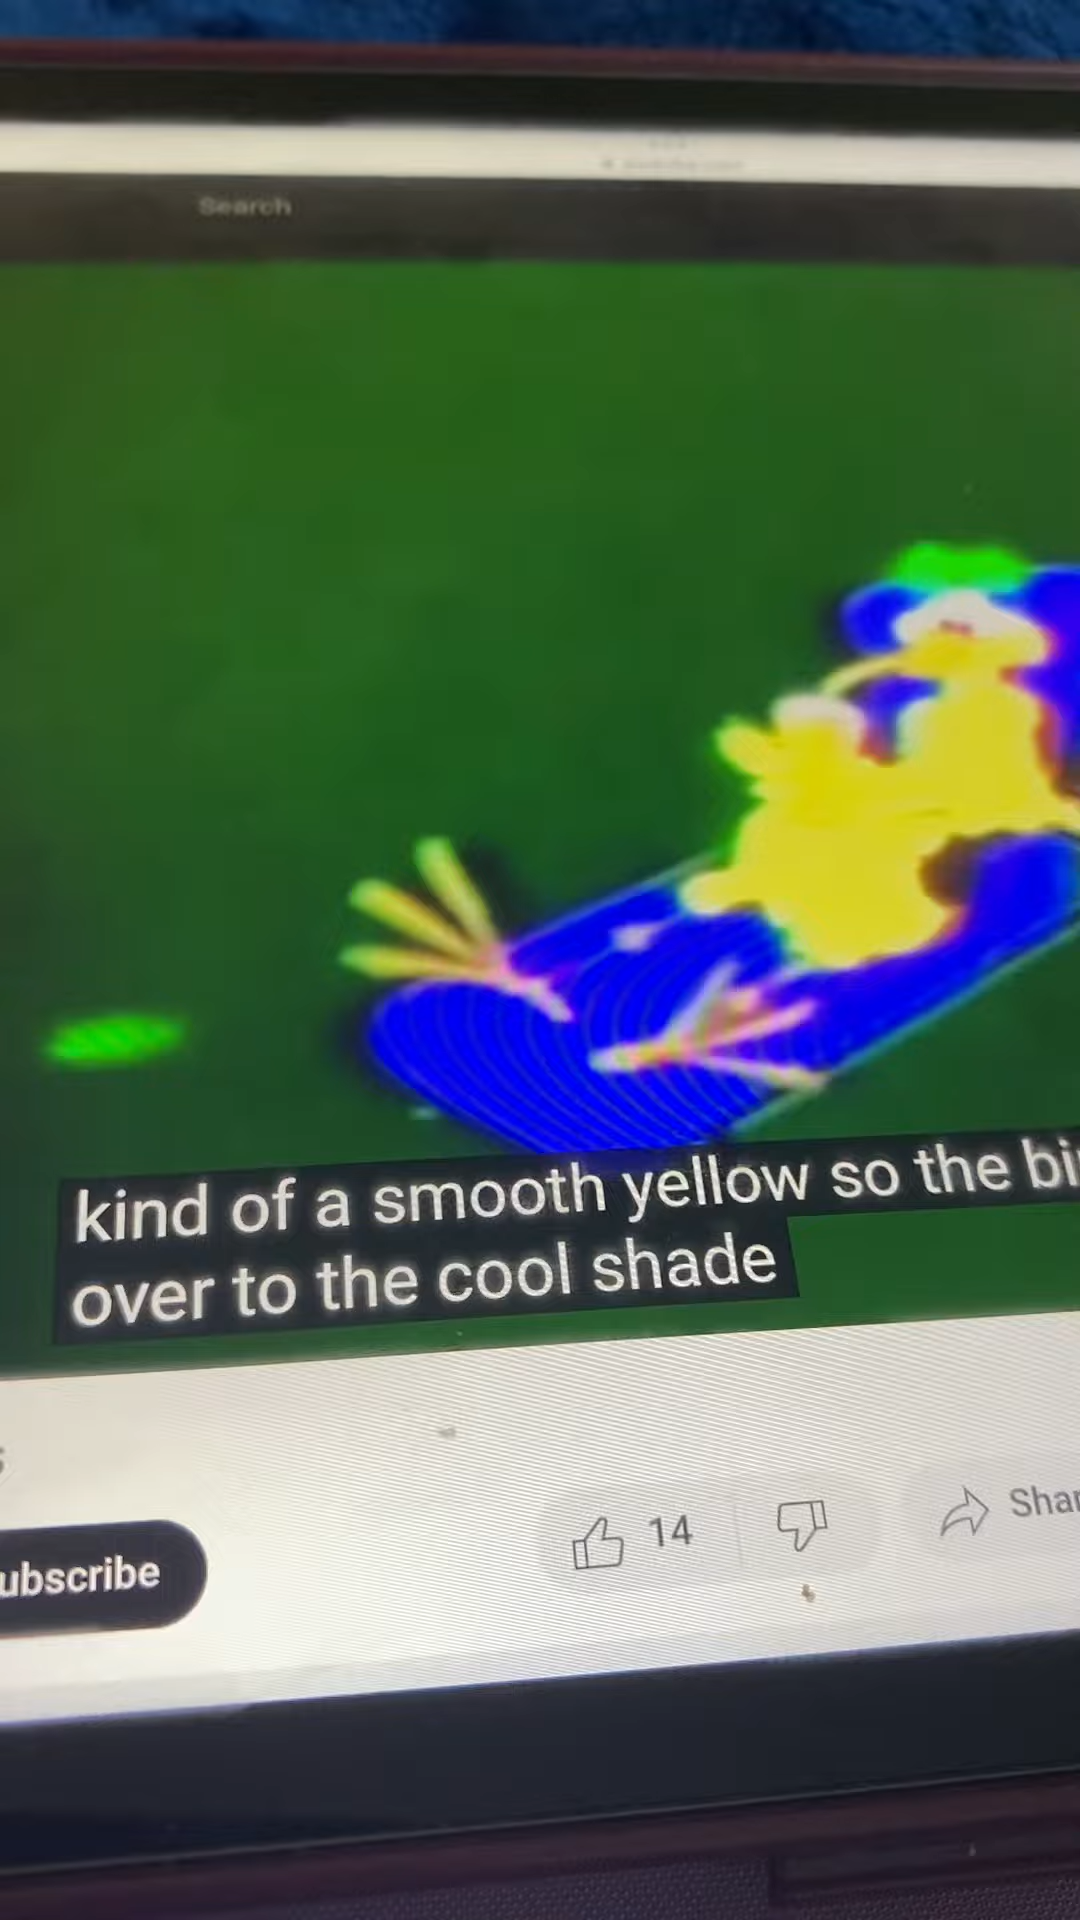 Search
kind of a smooth yellow so the bi
over to the cool shade
ubscribe
14
Shar